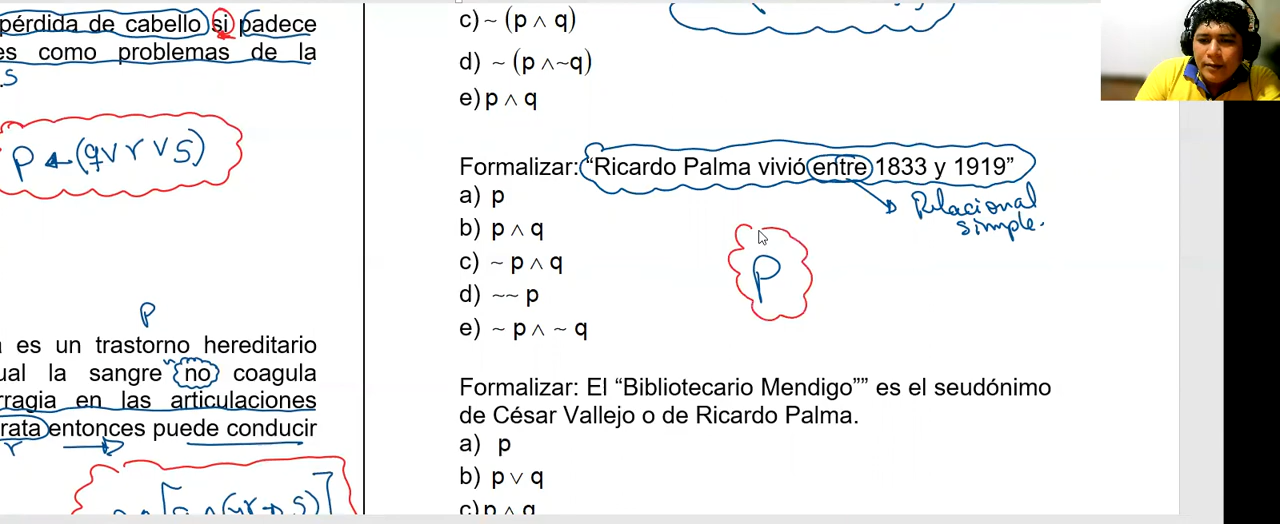 pérdida de cabello si padece
es como problemas de la
s
p ← (q v r v s)
p
a es un trastorno hereditario
ual la sangre no coagula
rragia en las articulaciones
rata entonces puede conducir
r
c) ~ (p ∧ q)
d) ~ (p ∧~q)
e) p ∧ q
Formalizar: “Ricardo Palma vivió entre 1833 y 1919”
Relacional
simple.
a) p
b) p ∧ q
c) ~ p ∧ q
d) ~~ p
e) ~ p ∧ ~ q
p
Formalizar: El “Bibliotecario Mendigo”” es el seudónimo
de César Vallejo o de Ricardo Palma.
a) p
b) p v q
c) p ∧ q